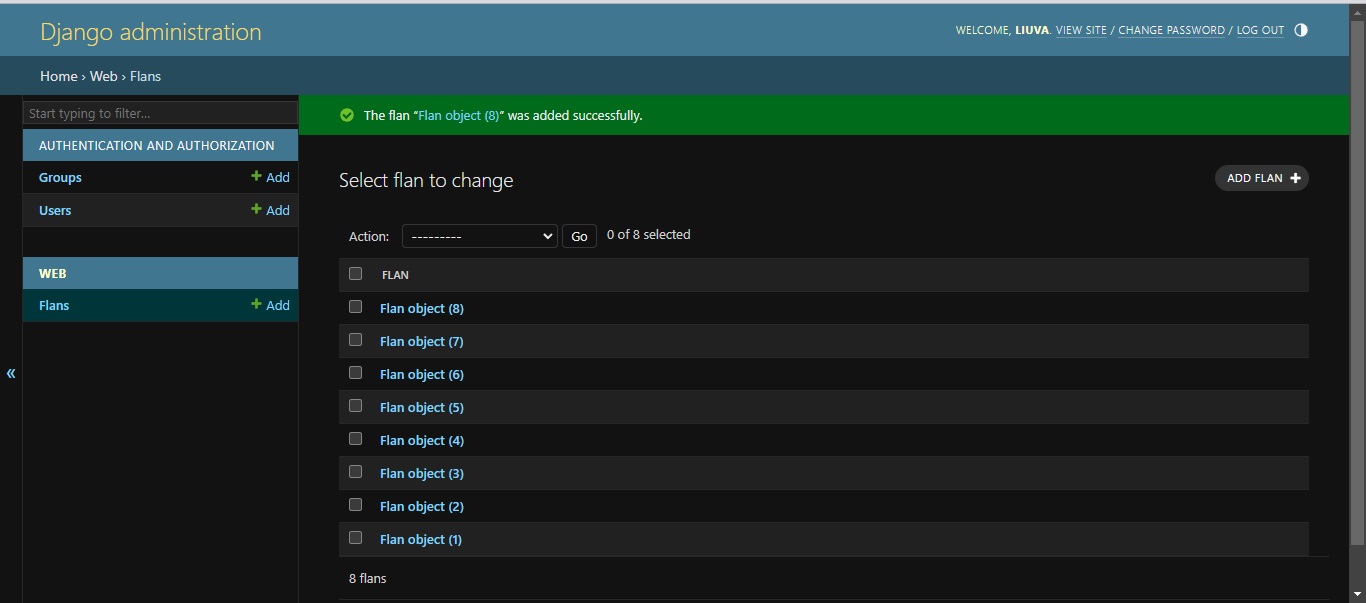 Django administration
WELCOME, LIUVA. VIEW SITE / CHANGE PASSWORD / LOG OUT
Home › Web › Flans
Start typing to filter...
AUTHENTICATION AND AUTHORIZATION
Groups + Add
Users + Add
WEB
Flans + Add
«
The flan “Flan object (8)” was added successfully.
Select flan to change
ADD FLAN +
Action: --------- Go 0 of 8 selected
FLAN
Flan object (8)
Flan object (7)
Flan object (6)
Flan object (5)
Flan object (4)
Flan object (3)
Flan object (2)
Flan object (1)
8 flans